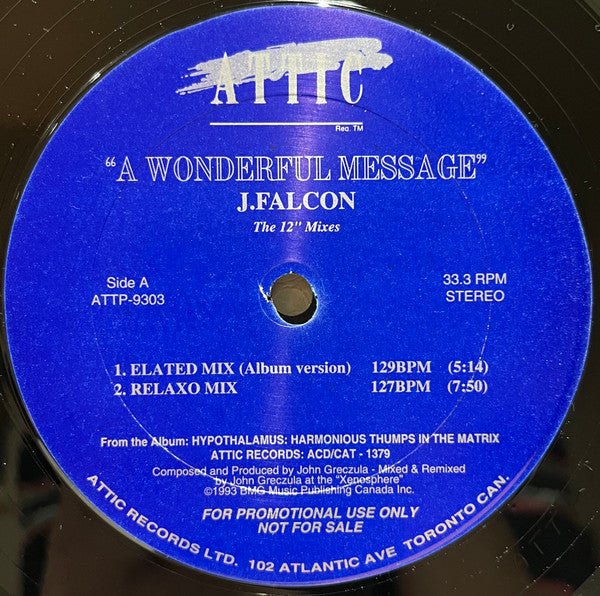 ATTIC
Reg. TM
"A WONDERFUL MESSAGE"
J.FALCON
The 12" Mixes
Side A
ATTP-9303
33.3 RPM
STEREO
1. ELATED MIX (Album version) 129BPM (5:14)
2. RELAXO MIX 127BPM (7:50)
From the Album: HYPOTHALAMUS: HARMONIOUS THUMPS IN THE MATRIX
ATTIC RECORDS: ACD/CAT - 1379
Composed and Produced by John Greczula - Mixed & Remixed
by John Greczula at the "Xenosphere"
©1993 BMG Music Publishing Canada Inc.
FOR PROMOTIONAL USE ONLY
NOT FOR SALE
ATTIC RECORDS LTD. 102 ATLANTIC AVE TORONTO CAN.